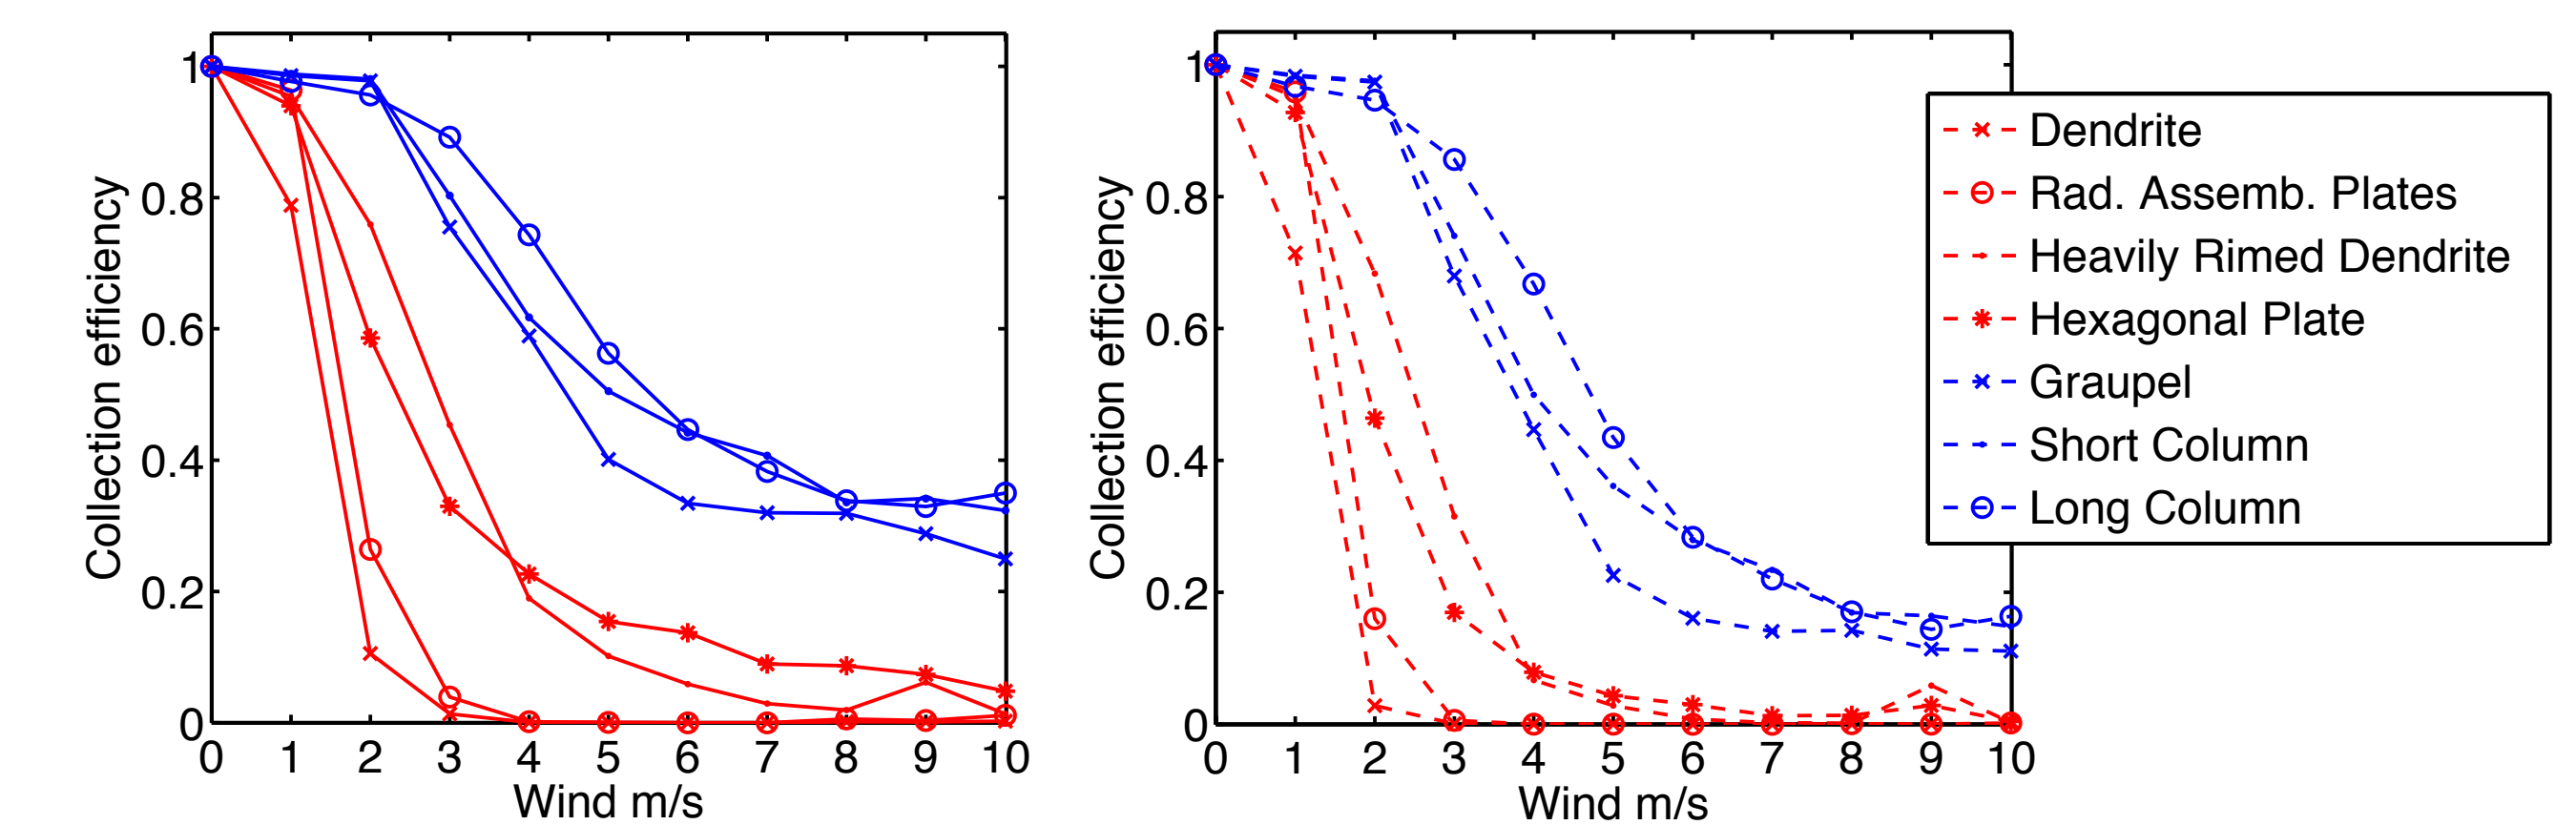 Collection efficiency
1
0.8
0.6
0.4
0.2
0
0 1 2 3 4 5 6 7 8 9 10
Wind m/s
Collection efficiency
1
0.8
0.6
0.4
0.2
0
0 1 2 3 4 5 6 7 8 9 10
Wind m/s
Dendrite
Rad. Assemb. Plates
Heavily Rimed Dendrite
Hexagonal Plate
Graupel
Short Column
Long Column